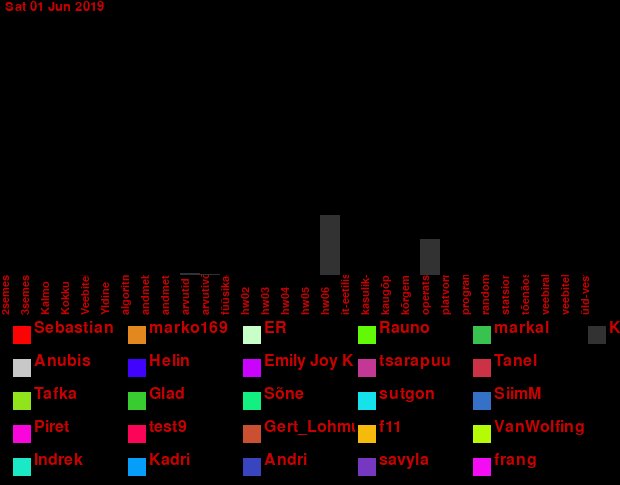 Sat 01 Jun 2019
2semes
3semes
Kalmo
Kokku
Veebite
Yldine
algoritn
andmet
andmet
arvutid
arvutivõ
füüsika
hw02
hw03
hw04
hw05
hw06
it-eetilis
kasulik-
kaugõp
kõrgem
operats
platvorr
progran
random
statsior
tõenäos
veebiral
veebitel
üld-ves
Sebastian marko169 ER Rauno markal K
Anubis Helin Emily Joy K tsarapuu Tanel
Tafka Glad Sõne sutgon SiimM
Piret test9 Gert_Lohmu f11 VanWolfing
Indrek Kadri Andri savyla frang